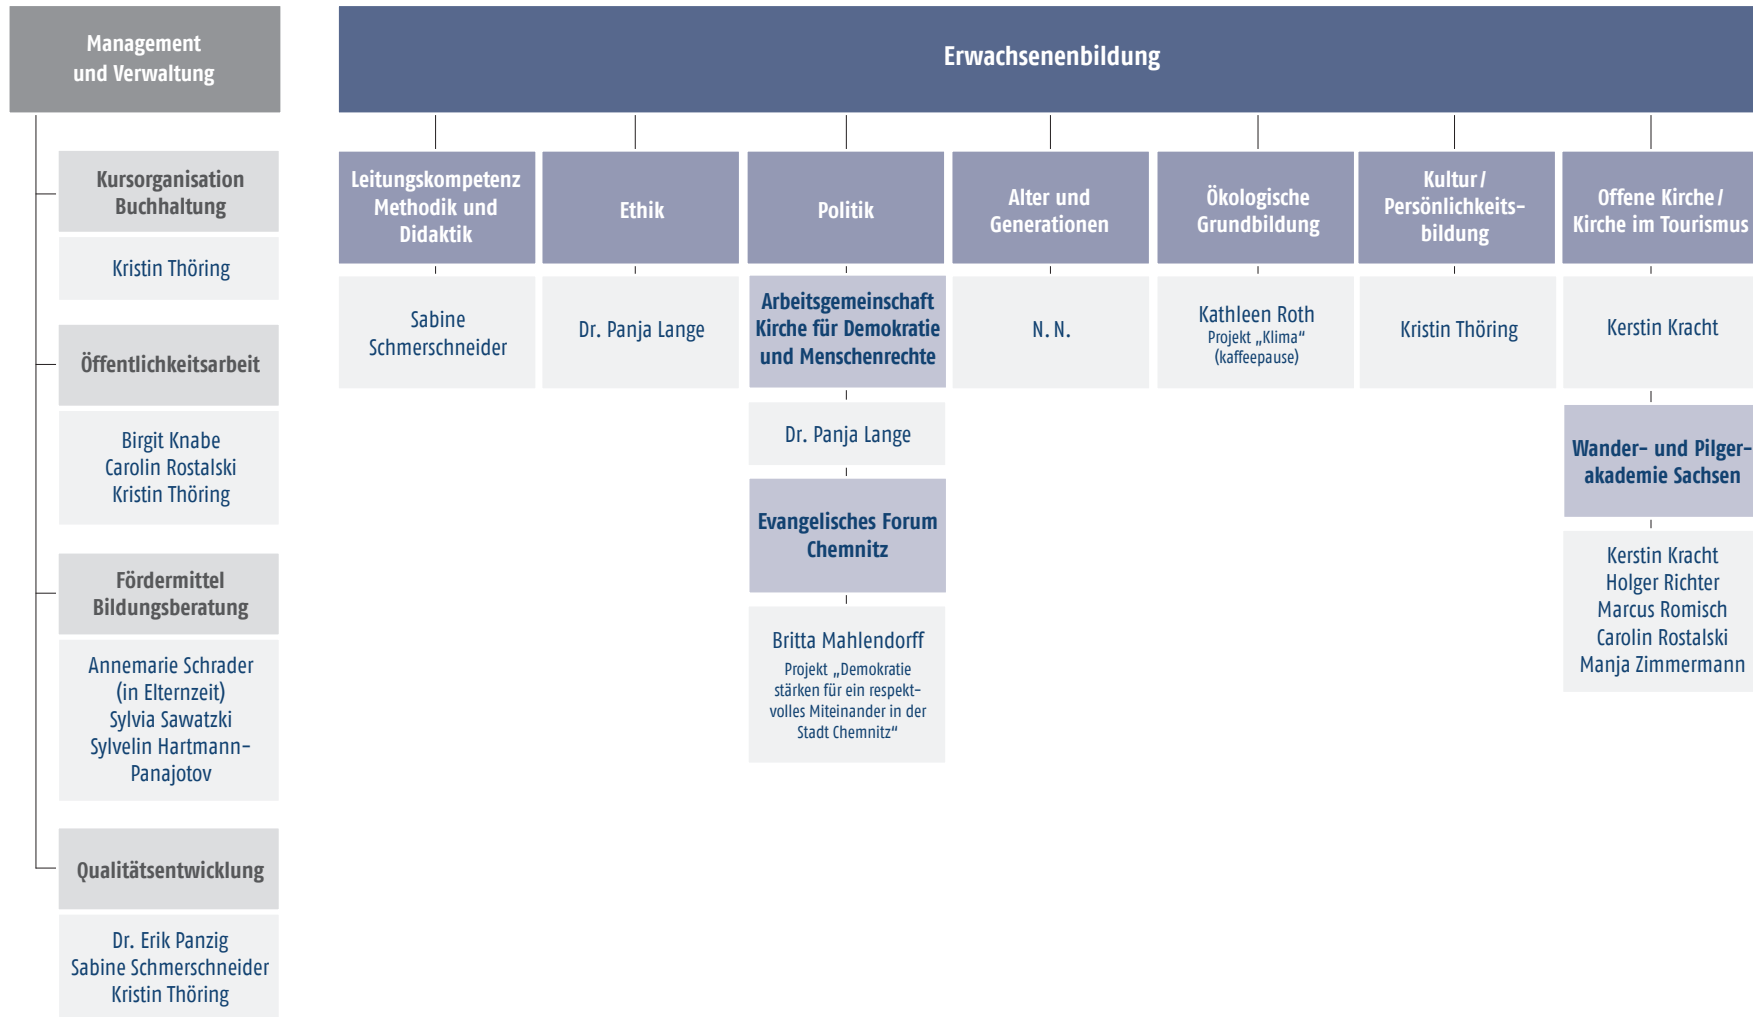 Management
und Verwaltung
Kursorganisation
Buchhaltung
Kristin Thöring
Öffentlichkeitsarbeit
Birgit Knabe
Carolin Rostalski
Kristin Thöring
Fördermittel
Bildungsberatung
Annemarie Schrader
(in Elternzeit)
Sylvia Sawatzki
Sylvelin Hartmann-
Panajotov
Qualitätsentwicklung
Dr. Erik Panzig
Sabine Schmerschneider
Kristin Thöring
Erwachsenenbildung
Leitungskompetenz
Methodik und
Didaktik
Sabine
Schmerschneider
Ethik
Dr. Panja Lange
Politik
Arbeitsgemeinschaft
Kirche für Demokratie
und Menschenrechte
Dr. Panja Lange
Evangelisches Forum
Chemnitz
Britta Mahlendorff
Projekt „Demokratie
stärken für ein respekt-
volles Miteinander in der
Stadt Chemnitz“
Alter und
Generationen
N. N.
Ökologische
Grundbildung
Kathleen Roth
Projekt „Klima“
(kaffeepause)
Kultur /
Persönlichkeits-
bildung
Kristin Thöring
Offene Kirche /
Kirche im Tourismus
Kerstin Kracht
Wander- und Pilger-
akademie Sachsen
Kerstin Kracht
Holger Richter
Marcus Romisch
Carolin Rostalski
Manja Zimmermann